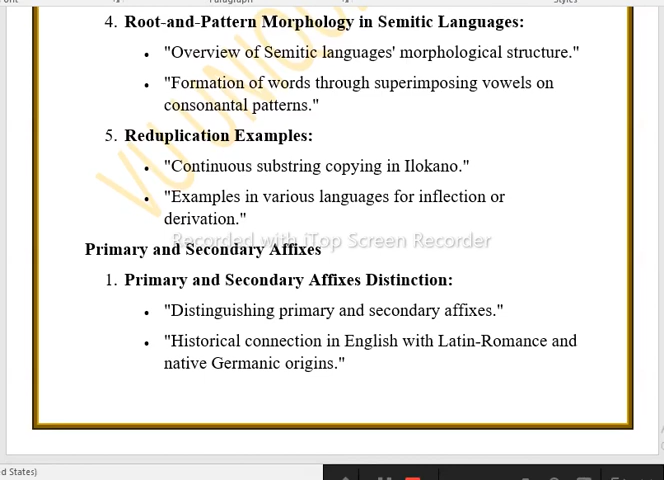 Paragraph
Styles
4. Root-and-Pattern Morphology in Semitic Languages:
• "Overview of Semitic languages' morphological structure."
• "Formation of words through superimposing vowels on
consonantal patterns."
5. Reduplication Examples:
• "Continuous substring copying in Ilokano."
• "Examples in various languages for inflection or
derivation."
Recorded with iTop Screen Recorder
Primary and Secondary Affixes
1. Primary and Secondary Affixes Distinction:
• "Distinguishing primary and secondary affixes."
• "Historical connection in English with Latin-Romance and
native Germanic origins."
d States)